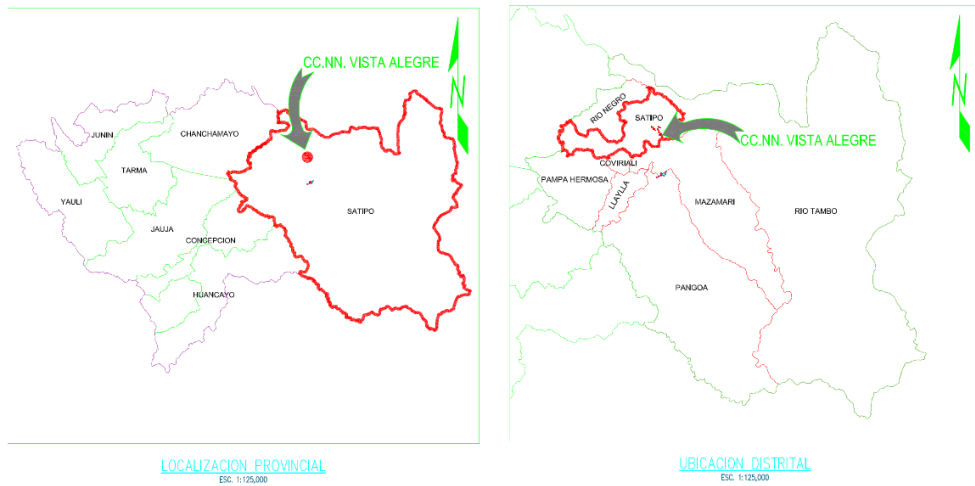 CC.NN. VISTA ALEGRE
N
JUNIN
CHANCHAMAYO
TARMA
YAULI
SATIPO
JAUJA
CONCEPCION
HUANCAYO
LOCALIZACION PROVINCIAL
ESC. 1:125,000
N
RIO NEGRO
SATIPO
CC.NN. VISTA ALEGRE
COVIRIALI
PAMPA HERMOSA
LLAYLLA
MAZAMARI
RIO TAMBO
PANGOA
UBICACION DISTRITAL
ESC. 1:125,000